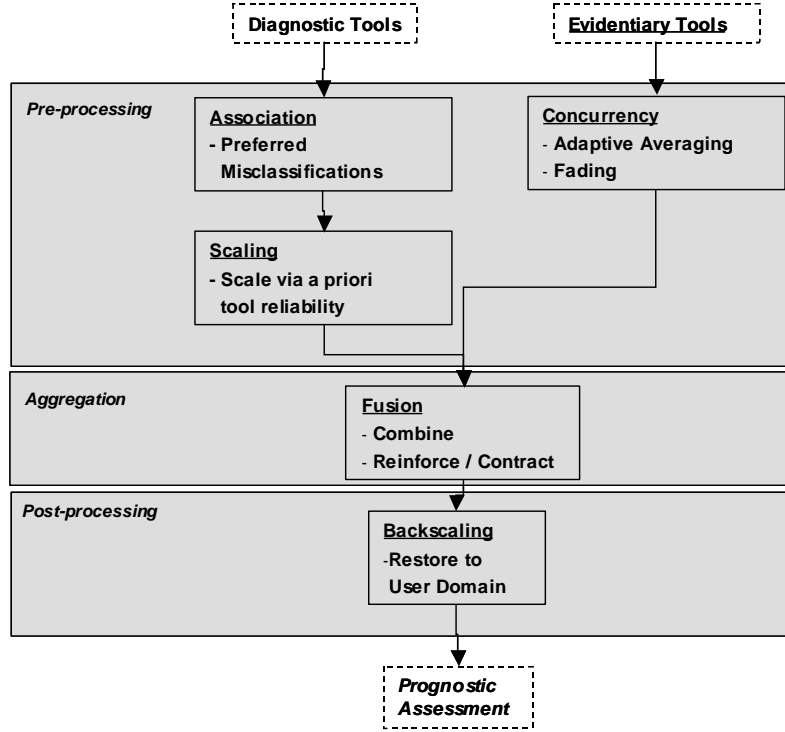 Diagnostic Tools
Evidentiary Tools
Pre-processing
Association
- Preferred
Misclassifications
Concurrency
- Adaptive Averaging
- Fading
Scaling
- Scale via a priori
tool reliability
Aggregation
Fusion
- Combine
- Reinforce / Contract
Post-processing
Backscaling
-Restore to
User Domain
Prognostic
Assessment